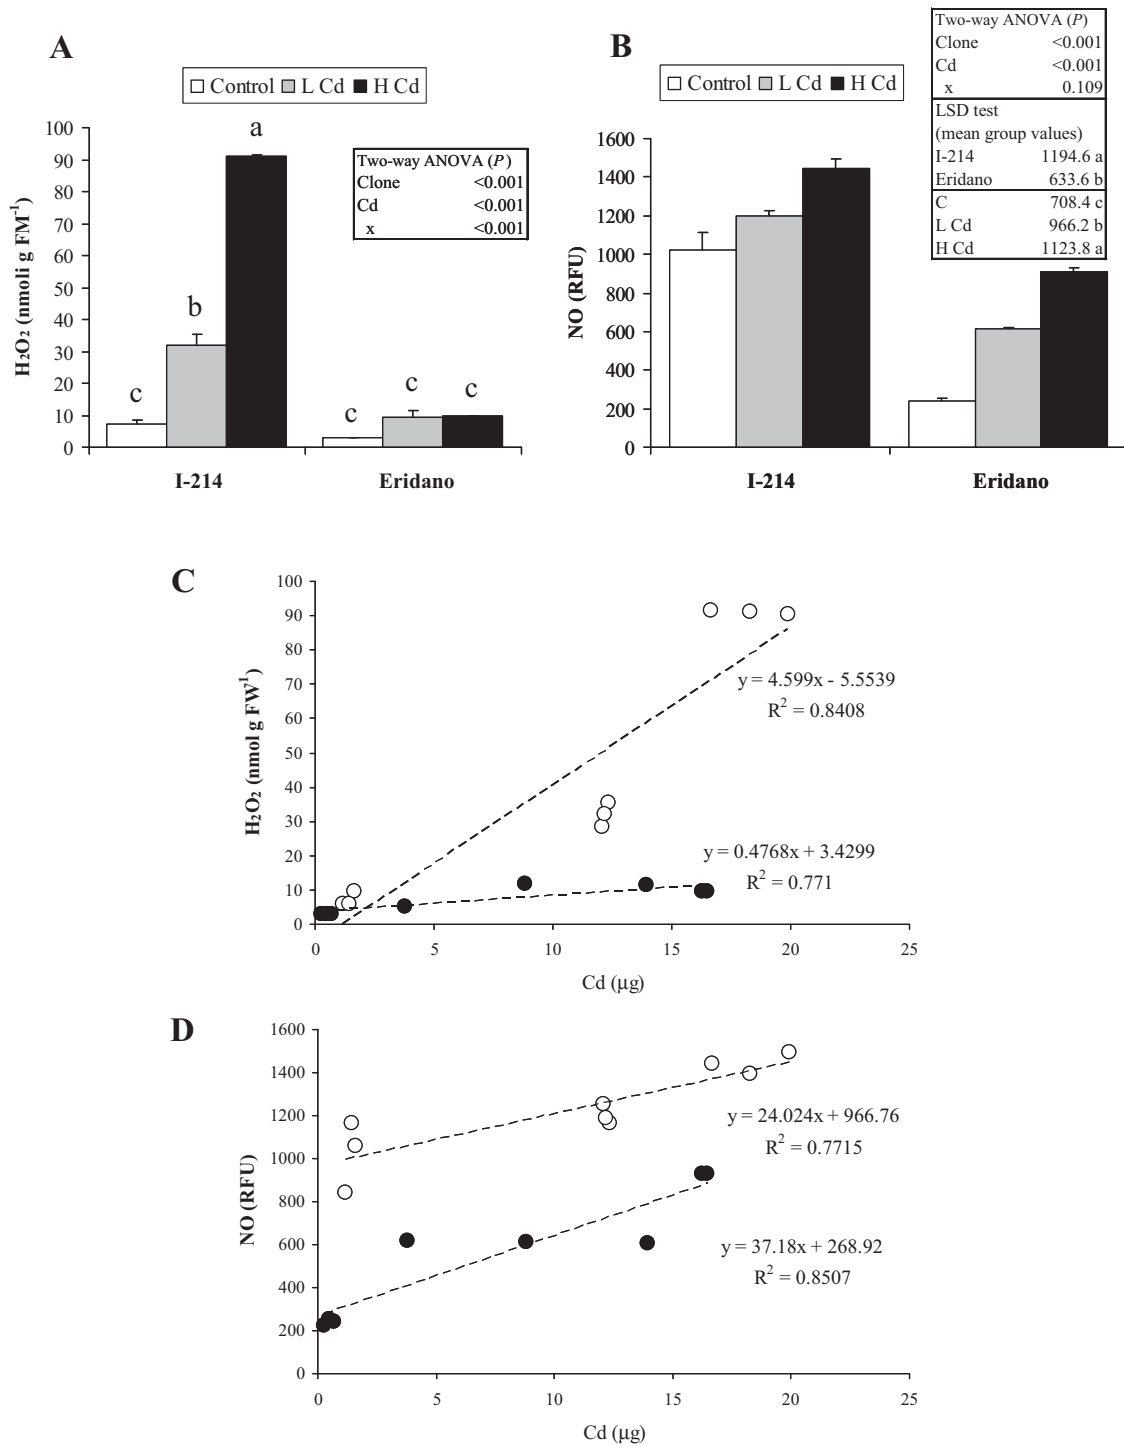 A
Control L Cd H Cd
H₂O₂ (nmoli g FM⁻¹)
100
90
80
70
60
50
40
30
20
10
0
c
b
a
c
c
c
I-214
Eridano
Two-way ANOVA (P)
Clone <0.001
Cd <0.001
x <0.001
B
Control L Cd H Cd
Two-way ANOVA (P)
Clone <0.001
Cd <0.001
x 0.109
LSD test
(mean group values)
I-214 1194.6 a
Eridano 633.6 b
C 708.4 c
L Cd 966.2 b
H Cd 1123.8 a
NO (RFU)
1600
1400
1200
1000
800
600
400
200
0
I-214
Eridano
C
H₂O₂ (nmol g FW¹)
100
90
80
70
60
50
40
30
20
10
0
y = 4.599x - 5.5539
R² = 0.8408
y = 0.4768x + 3.4299
R² = 0.771
0 5 10 15 20 25
Cd (µg)
D
NO (RFU)
1600
1400
1200
1000
800
600
400
200
0
y = 24.024x + 966.76
R² = 0.7715
y = 37.18x + 268.92
R² = 0.8507
0 5 10 15 20 25
Cd (µg)